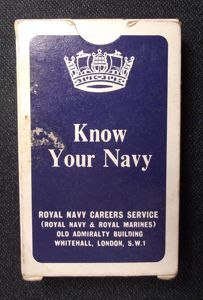 Know
Your Navy
ROYAL NAVY CAREERS SERVICE
(ROYAL NAVY & ROYAL MARINES)
OLD ADMIRALTY BUILDING
WHITEHALL, LONDON, S.W.1